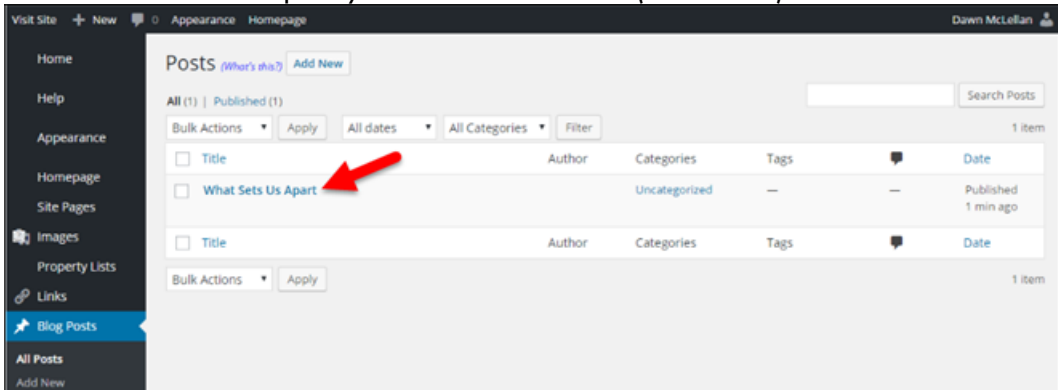 Visit Site + New 0 Appearance Homepage Dawn McLellan
Home
Help
Appearance
Homepage
Site Pages
Images
Property Lists
Links
Blog Posts
All Posts
Add New
Posts (What's this?) Add New
All (1) | Published (1)
Search Posts
Bulk Actions Apply All dates All Categories Filter 1 item
Title Author Categories Tags Date
What Sets Us Apart Uncategorized — — Published
1 min ago
Title Author Categories Tags Date
Bulk Actions Apply 1 item